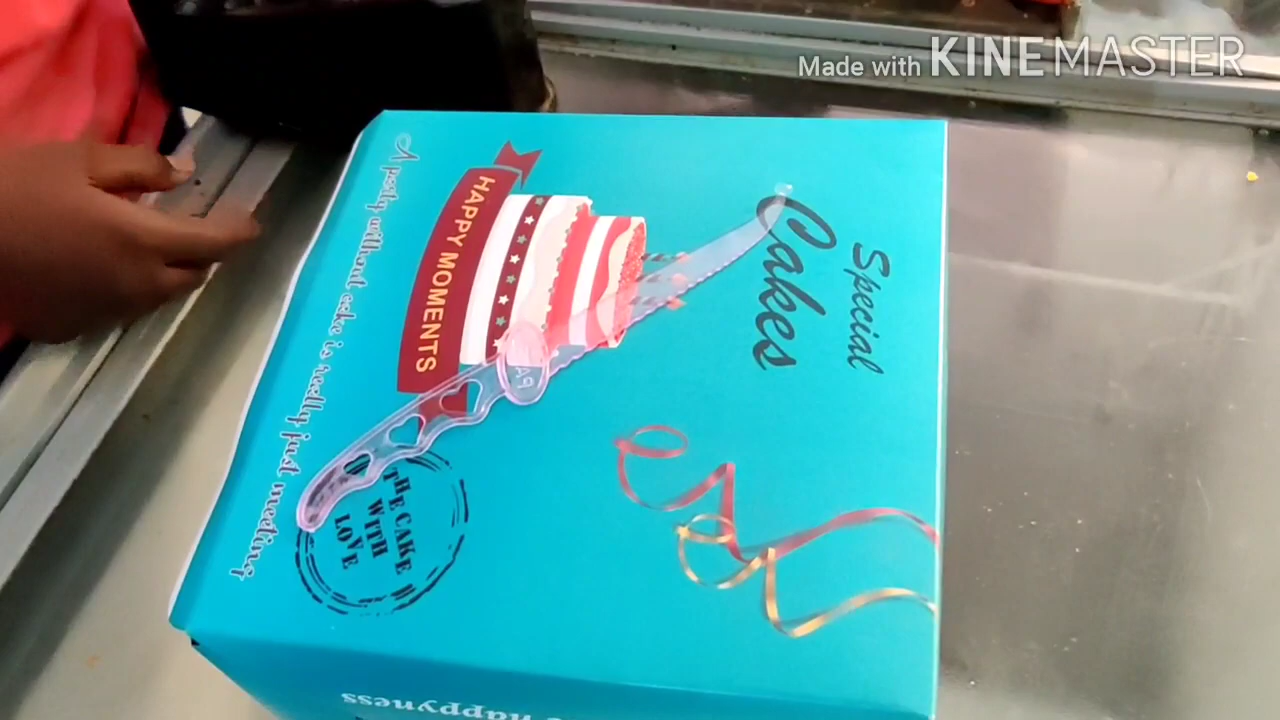 Made with KINEMASTER
Special
Cakes
HAPPY MOMENTS
A party without cake is really just meeting
THE CAKE
WITH
LOVE
happyness